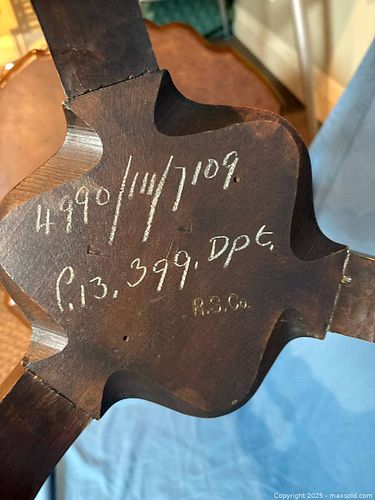 4990/111/7109
P.13. 399. Dpt.
R.S.Co.
Copyright 2025 - maxsold.com